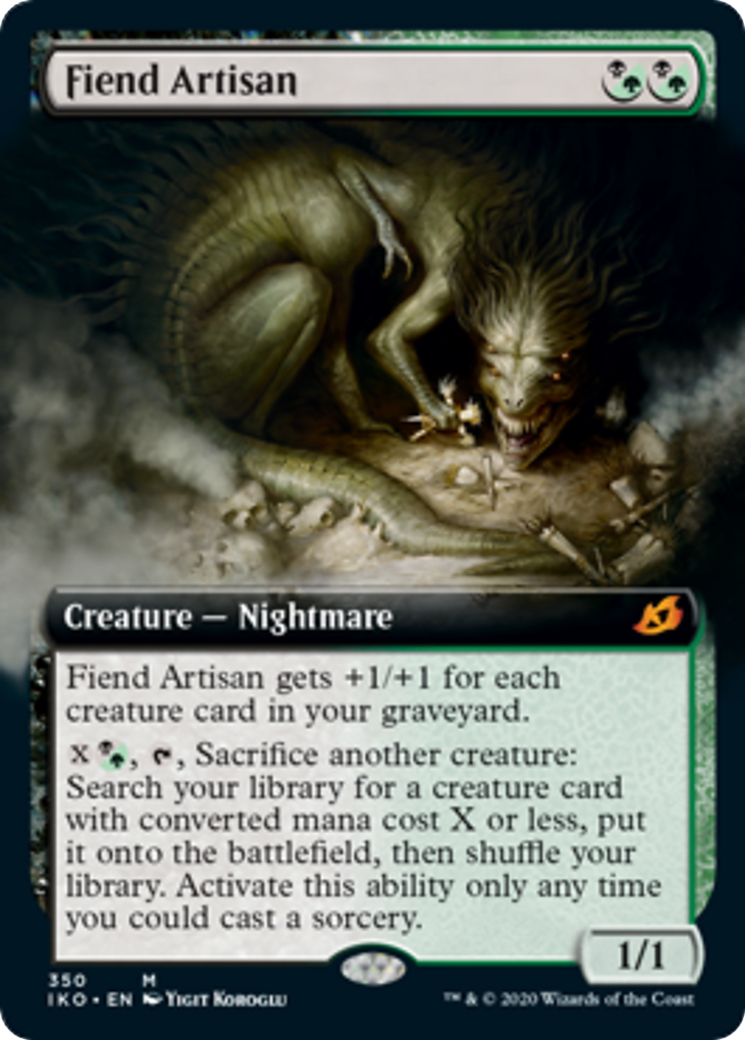 Fiend Artisan
Creature — Nightmare
Fiend Artisan gets +1/+1 for each
creature card in your graveyard.
X , , Sacrifice another creature:
Search your library for a creature card
with converted mana cost X or less, put
it onto the battlefield, then shuffle your
library. Activate this ability only any time
you could cast a sorcery.
1/1
350 M
IKO • EN Yigit Koroglu
™ & © 2020 Wizards of the Coast